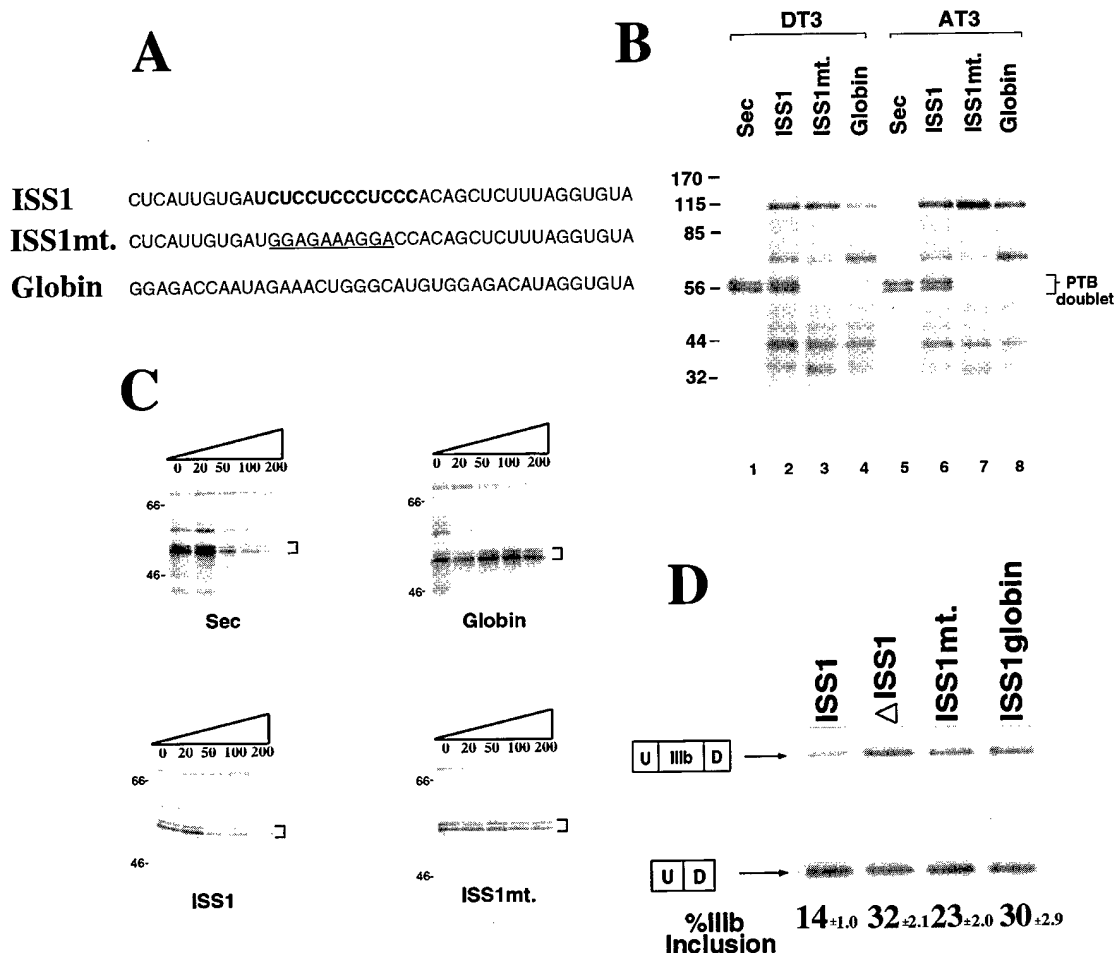 A
ISS1 CUCAUUGUGAUCUCCUCCCUCCCACAGCUCUUUAGGUGUA
ISS1mt. CUCAUUGUGAUGGAGAAAGGACCACAGCUCUUUAGGUGUA
Globin GGAGACCAAUAGAAACUGGGCAUGUGGAGACAUAGGUGUA
B
DT3 AT3
Sec ISS1 ISS1mt. Globin Sec ISS1 ISS1mt. Globin
170
115
85
56
44
32
PTB
doublet
1 2 3 4 5 6 7 8
C
0 20 50 100 200
66-
46-
Sec
0 20 50 100 200
66-
46-
Globin
0 20 50 100 200
66-
46-
ISS1
0 20 50 100 200
66-
46-
ISS1mt.
D
ISS1 △ISS1 ISS1mt. ISS1globin
U IIIb D
U D
%IIIb
Inclusion
14±1.0 32±2.1 23±2.0 30±2.9